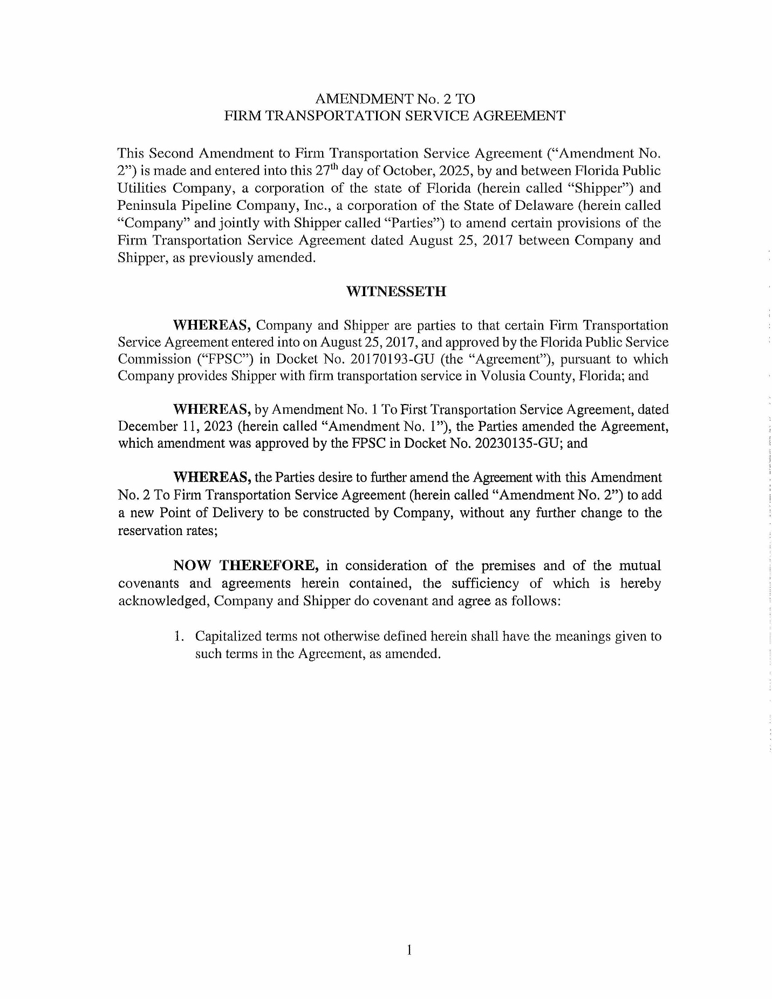 AMENDMENT No. 2 TO
FIRM TRANSPORTATION SERVICE AGREEMENT
This Second Amendment to Firm Transportation Service Agreement (“Amendment No.
2”) is made and entered into this 27th day of October, 2025, by and between Florida Public
Utilities Company, a corporation of the state of Florida (herein called “Shipper”) and
Peninsula Pipeline Company, Inc., a corporation of the State of Delaware (herein called
“Company” and jointly with Shipper called “Parties”) to amend certain provisions of the
Firm Transportation Service Agreement dated August 25, 2017 between Company and
Shipper, as previously amended.
WITNESSETH
WHEREAS, Company and Shipper are parties to that certain Firm Transportation
Service Agreement entered into on August 25, 2017, and approved by the Florida Public Service
Commission (“FPSC”) in Docket No. 20170193-GU (the “Agreement”), pursuant to which
Company provides Shipper with firm transportation service in Volusia County, Florida; and
WHEREAS, by Amendment No. 1 To First Transportation Service Agreement, dated
December 11, 2023 (herein called “Amendment No. 1”), the Parties amended the Agreement,
which amendment was approved by the FPSC in Docket No. 20230135-GU; and
WHEREAS, the Parties desire to further amend the Agreement with this Amendment
No. 2 To Firm Transportation Service Agreement (herein called “Amendment No. 2”) to add
a new Point of Delivery to be constructed by Company, without any further change to the
reservation rates;
NOW THEREFORE, in consideration of the premises and of the mutual
covenants and agreements herein contained, the sufficiency of which is hereby
acknowledged, Company and Shipper do covenant and agree as follows:
1. Capitalized terms not otherwise defined herein shall have the meanings given to
such terms in the Agreement, as amended.
1